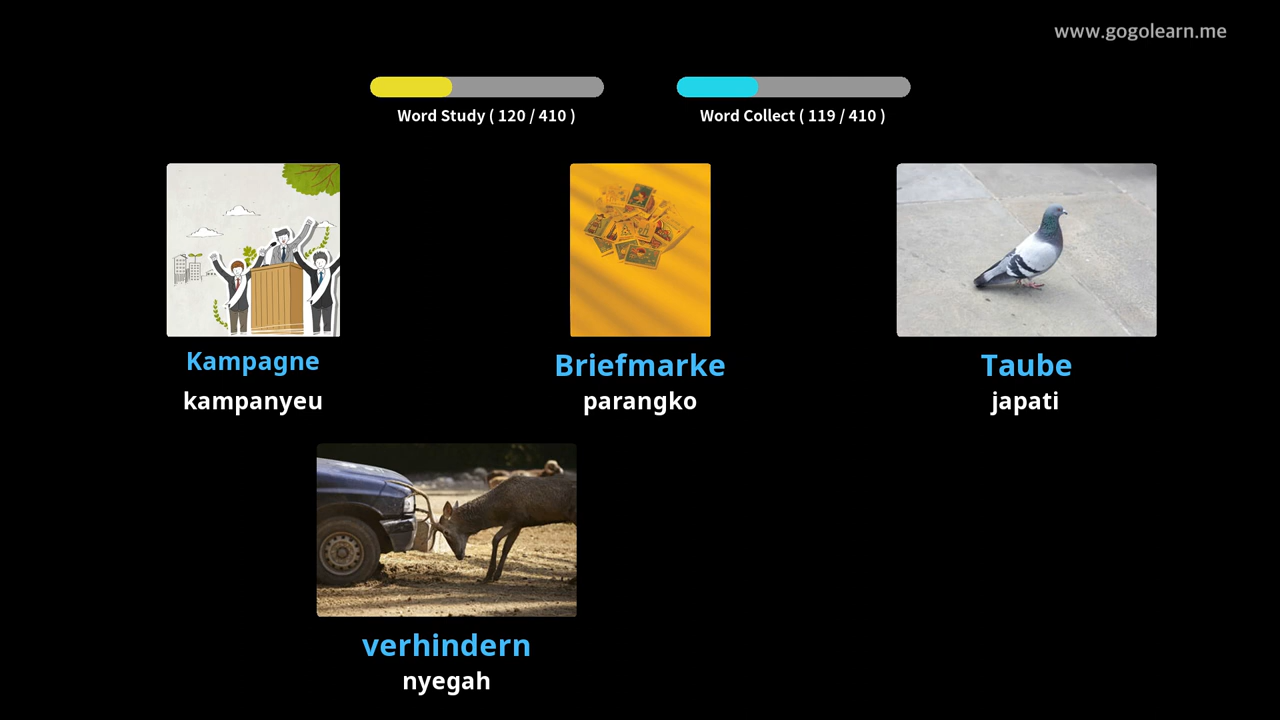 www.gogolearn.me
Word Study ( 120 / 410 )
Word Collect ( 119 / 410 )
Kampagne
kampanyeu
Briefmarke
parangko
Taube
japati
verhindern
nyegah